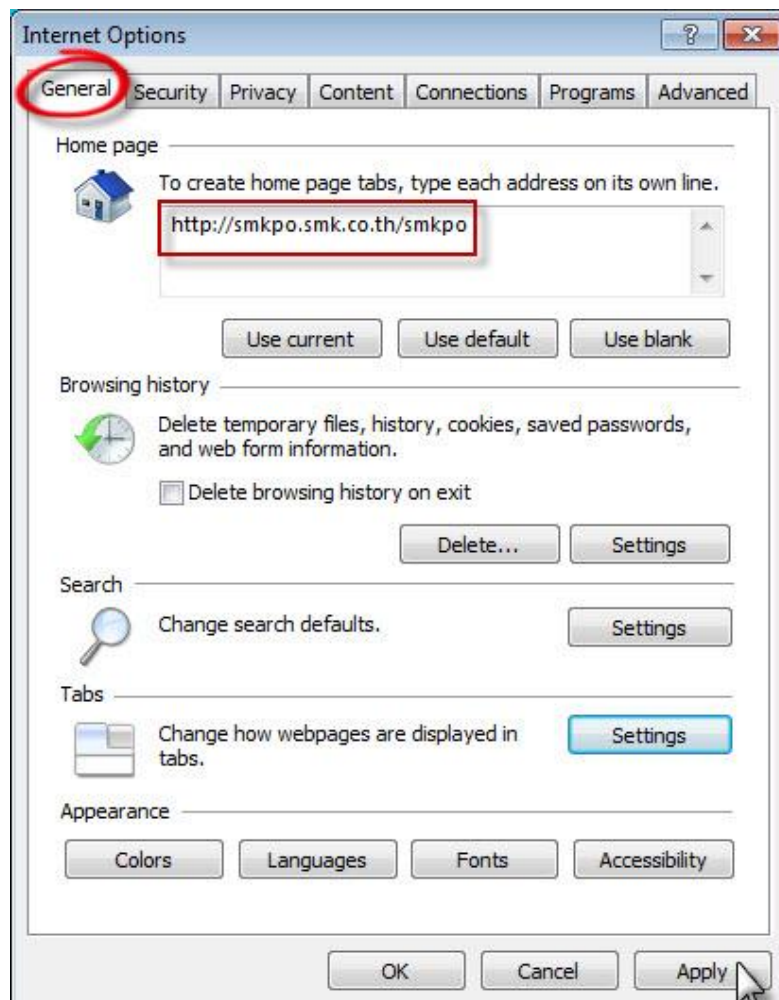 Internet Options
General Security Privacy Content Connections Programs Advanced
Home page
To create home page tabs, type each address on its own line.
http://smkpo.smk.co.th/smkpo
Use current Use default Use blank
Browsing history
Delete temporary files, history, cookies, saved passwords,
and web form information.
Delete browsing history on exit
Delete... Settings
Search
Change search defaults. Settings
Tabs
Change how webpages are displayed in Settings
tabs.
Appearance
Colors Languages Fonts Accessibility
OK Cancel Apply